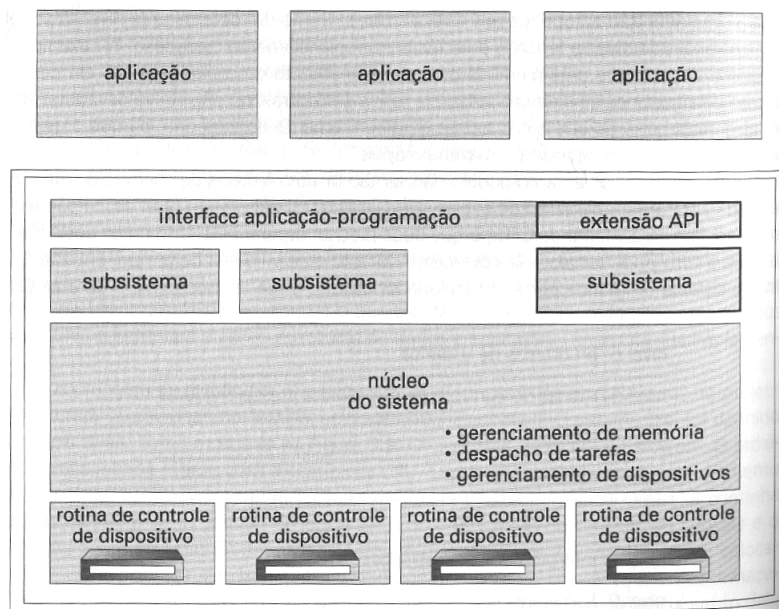 aplicação
aplicação
aplicação
interface aplicação-programação
extensão API
subsistema
subsistema
subsistema
núcleo
do sistema
• gerenciamento de memória
• despacho de tarefas
• gerenciamento de dispositivos
rotina de controle
de dispositivo
rotina de controle
de dispositivo
rotina de controle
de dispositivo
rotina de controle
de dispositivo